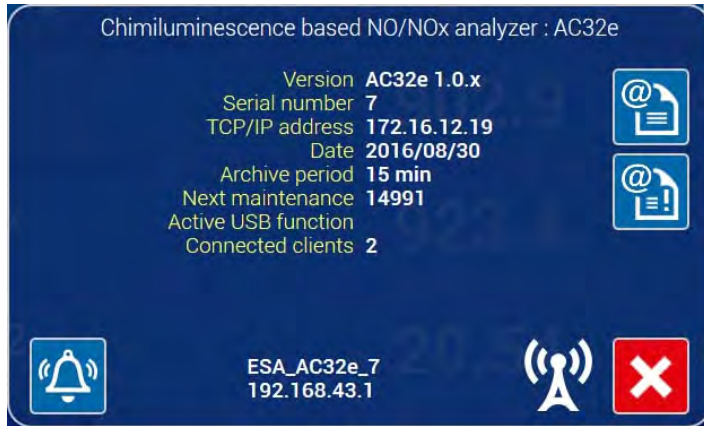 Chimiluminescence based NO/NOx analyzer : AC32e
Version AC32e 1.0.x
Serial number 7
TCP/IP address 172.16.12.19
Date 2016/08/30
Archive period 15 min
Next maintenance 14991
Active USB function
Connected clients 2
ESA_AC32e_7
192.168.43.1